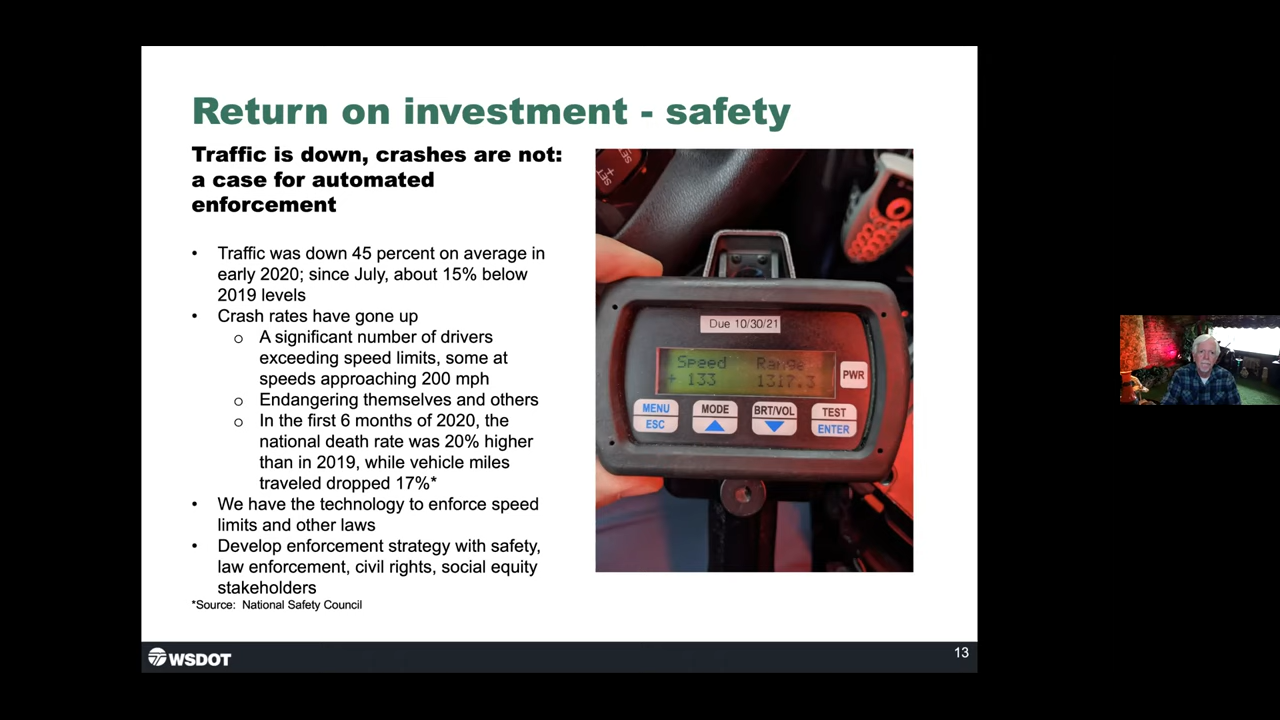 Return on investment - safety
Traffic is down, crashes are not:
a case for automated
enforcement
• Traffic was down 45 percent on average in
early 2020; since July, about 15% below
2019 levels
• Crash rates have gone up
o A significant number of drivers
exceeding speed limits, some at
speeds approaching 200 mph
o Endangering themselves and others
o In the first 6 months of 2020, the
national death rate was 20% higher
than in 2019, while vehicle miles
traveled dropped 17%*
• We have the technology to enforce speed
limits and other laws
• Develop enforcement strategy with safety,
law enforcement, civil rights, social equity
stakeholders
*Source: National Safety Council
SET
+
SET
Due 10/30/21
Speed Range
+ 133 1317.3
PWR
MENU MODE BRT/VOL TEST
ESC ENTER
WSDOT
13